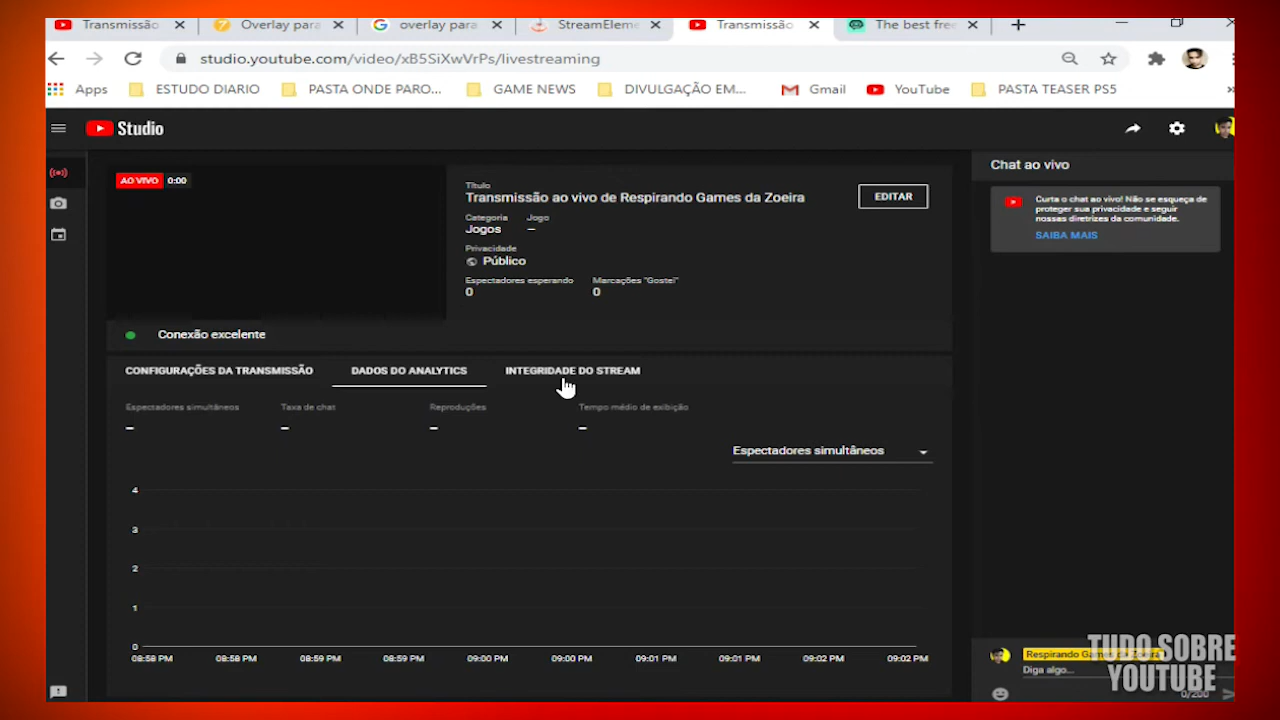 Transmissão
Overlay para
overlay para
StreamEleme
Transmissão
The best free
studio.youtube.com/video/xB5SiXwVrPs/livestreaming
Apps
ESTUDO DIARIO
PASTA ONDE PARO...
GAME NEWS
DIVULGAÇÃO EM...
Gmail
YouTube
PASTA TEASER PS5
»
Studio
AO VIVO 0:00
Título
Transmissão ao vivo de Respirando Games da Zoeira
EDITAR
Categoria Jogo
Jogos –
Privacidade
Público
Espectadores esperando Marcações "Gostei"
0 0
Conexão excelente
CONFIGURAÇÕES DA TRANSMISSÃO
DADOS DO ANALYTICS
INTEGRIDADE DO STREAM
Espectadores simultâneos Taxa de chat Reproduções Tempo médio de exibição
– – – –
Espectadores simultâneos
4
3
2
1
0
08:58 PM 08:58 PM 08:59 PM 08:59 PM 09:00 PM 09:00 PM 09:01 PM 09:01 PM 09:02 PM 09:02 PM
Chat ao vivo
Curta o chat ao vivo! Não se esqueça de
proteger sua privacidade e seguir
nossas diretrizes da comunidade.
SAIBA MAIS
Respirando Games da Zoeira
Diga algo...
0/200
TUDO SOBRE
YOUTUBE